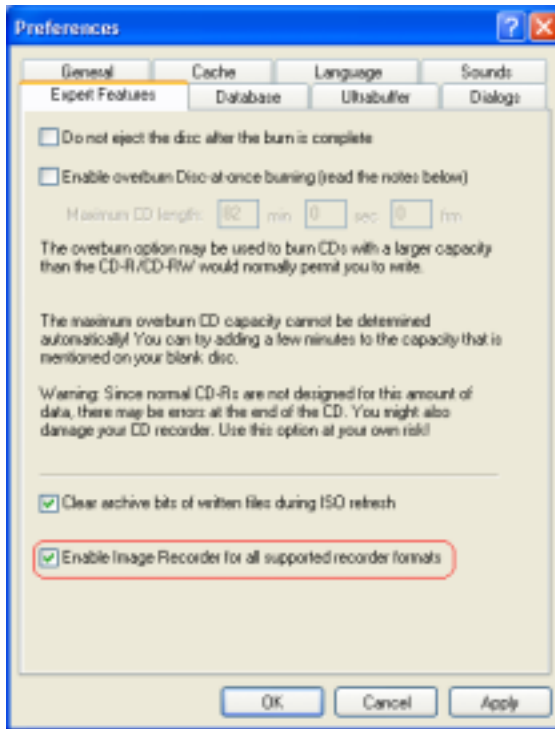 Preferences
General Cache Language Sounds
Expert Features Database Ultrabuffer Dialogs
Do not eject the disc after the burn is complete
Enable overburn Disc-at-once burning (read the notes below)
Maximum CD length: 82 min 0 sec 0 frm
The overburn option may be used to burn CDs with a larger capacity
than the CD-R/CD-RW would normally permit you to write.
The maximum overburn CD capacity cannot be determined
automatically! You can try adding a few minutes to the capacity that is
mentioned on your blank disc.
Warning: Since normal CD-Rs are not designed for this amount of
data, there may be errors at the end of the CD. You might also
damage your CD recorder. Use this option at your own risk!
Clear archive bits of written files during ISO refresh
Enable Image Recorder for all supported recorder formats
OK Cancel Apply